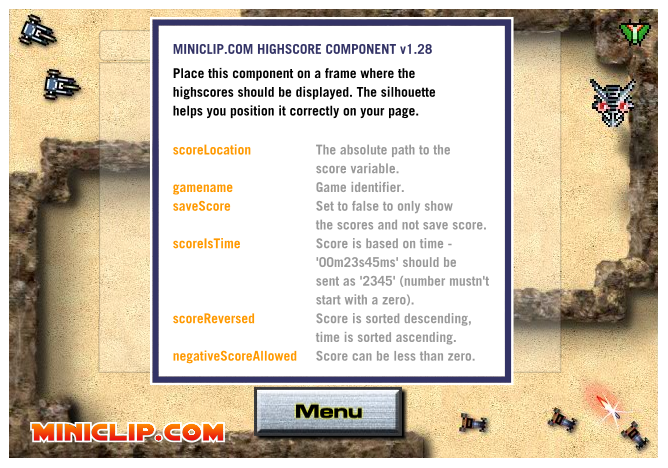 MINICLIP.COM HIGHSCORE COMPONENT v1.28
Place this component on a frame where the
highscores should be displayed. The silhouette
helps you position it correctly on your page.
scoreLocation The absolute path to the
score variable.
gamename Game identifier.
saveScore Set to false to only show
the scores and not save score.
scoreIsTime Score is based on time -
'00m23s45ms' should be
sent as '2345' (number mustn't
start with a zero).
scoreReversed Score is sorted descending,
time is sorted ascending.
negativeScoreAllowed Score can be less than zero.
Menu
MINICLIP.COM